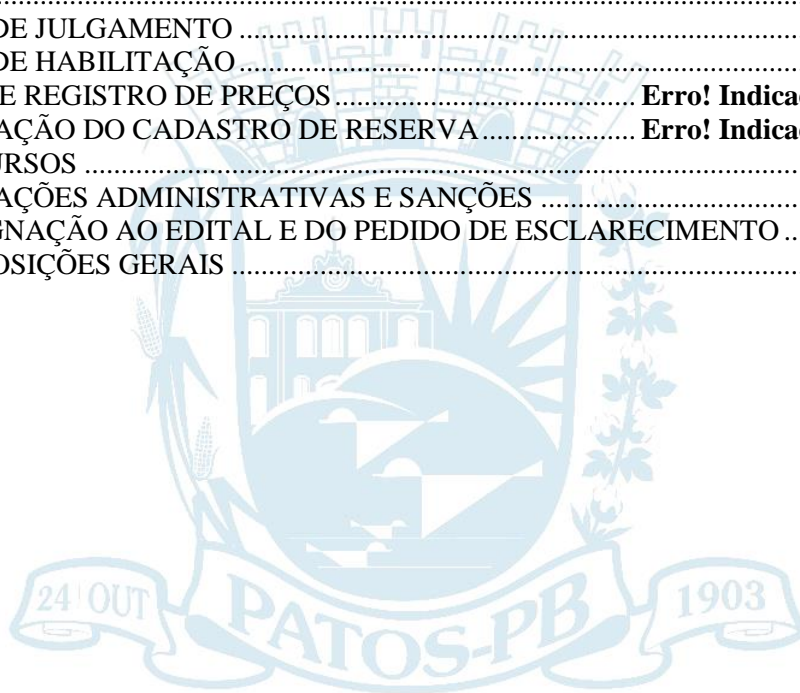 DE JULGAMENTO
DE HABILITAÇÃO
E REGISTRO DE PREÇOS Erro! Indica
AÇÃO DO CADASTRO DE RESERVA Erro! Indica
URSOS
AÇÕES ADMINISTRATIVAS E SANÇÕES
GNAÇÃO AO EDITAL E DO PEDIDO DE ESCLARECIMENTO
OSIÇÕES GERAIS
24 OUT PATOS-PB 1903